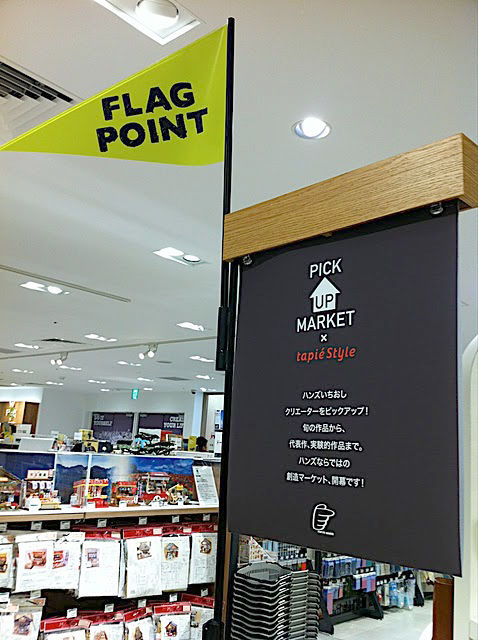 FLAG
POINT
PICK
UP
MARKET
×
tapiéStyle
ハンズいちおし
クリエーターをピックアップ!
旬の作品から、
代表作、実験的作品まで。
ハンズならではの
創造マーケット、開幕です!